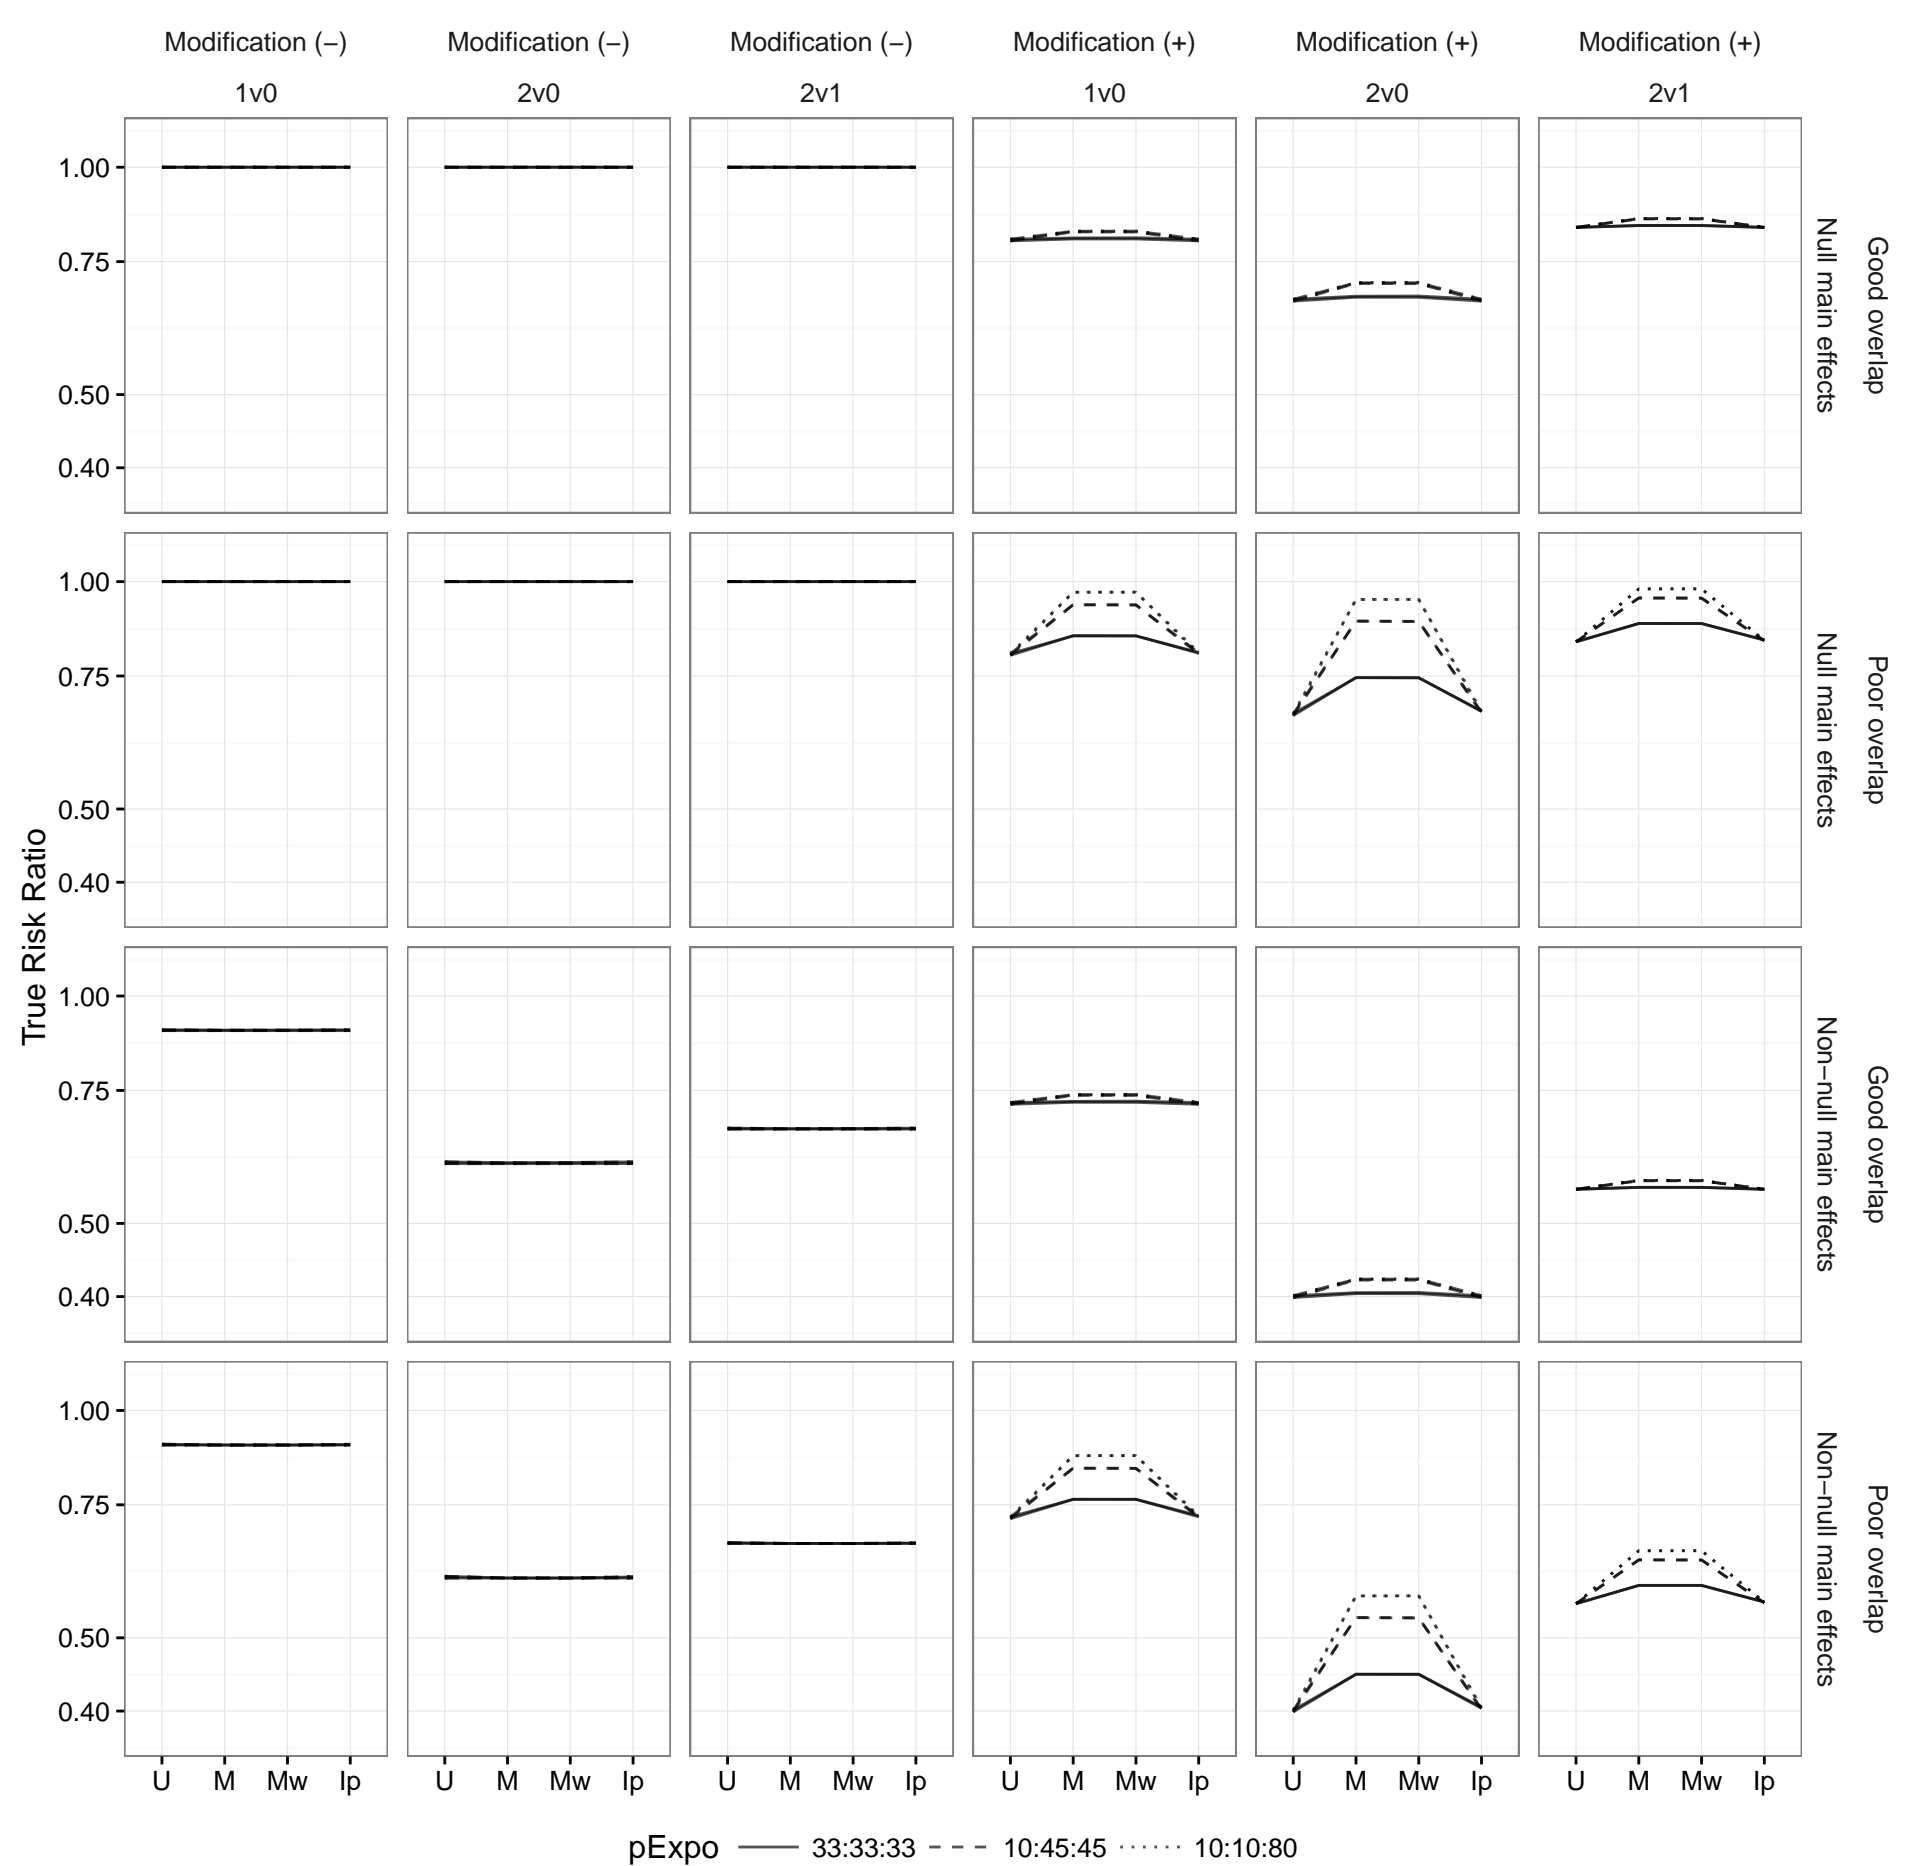 Modification (−) Modification (−) Modification (−) Modification (+) Modification (+) Modification (+)
1v0 2v0 2v1 1v0 2v0 2v1
True Risk Ratio
1.00
0.75
0.50
0.40
Null main effects
Good overlap
1.00
0.75
0.50
0.40
Null main effects
Poor overlap
1.00
0.75
0.50
0.40
Non−null main effects
Good overlap
1.00
0.75
0.50
0.40
Non−null main effects
Poor overlap
U M Mw Ip U M Mw Ip U M Mw Ip U M Mw Ip U M Mw Ip U M Mw Ip
pExpo 33:33:33 10:45:45 10:10:80